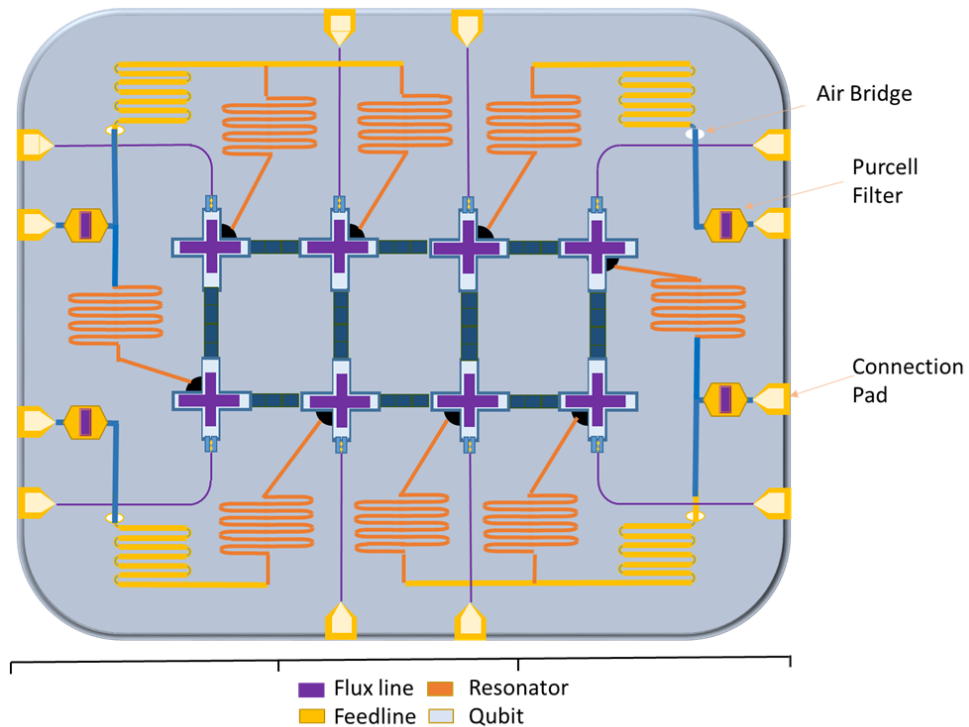 Air Bridge
Purcell
Filter
Connection
Pad
Flux line
Resonator
Feedline
Qubit